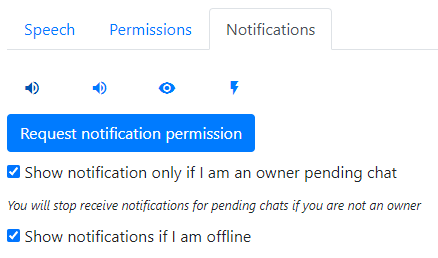 Speech Permissions Notifications
Request notification permission
Show notification only if I am an owner pending chat
You will stop receive notifications for pending chats if you are not an owner
Show notifications if I am offline